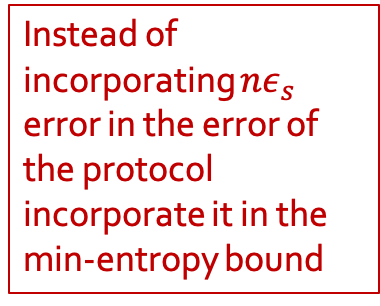 Instead of
incorporating nϵₛ
error in the error of
the protocol
incorporate it in the
min-entropy bound